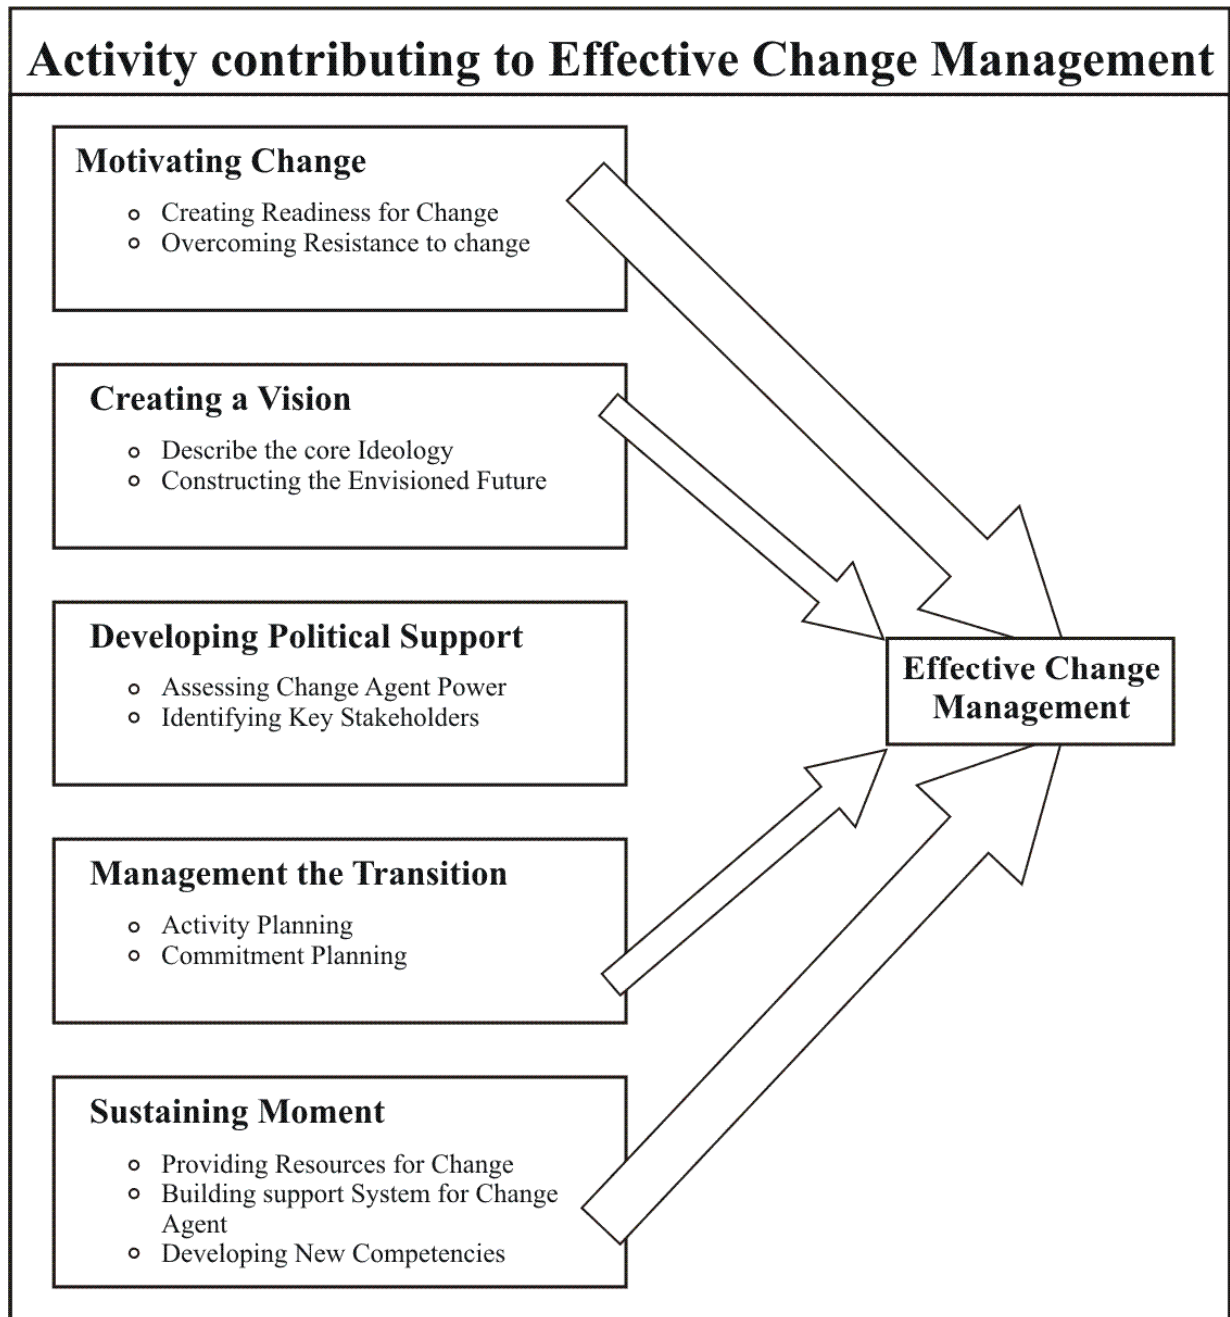 Activity contributing to Effective Change Management
Motivating Change
Creating Readiness for Change
Overcoming Resistance to change
Creating a Vision
Describe the core Ideology
Constructing the Envisioned Future
Developing Political Support
Assessing Change Agent Power
Identifying Key Stakeholders
Effective Change
Management
Management the Transition
Activity Planning
Commitment Planning
Sustaining Moment
Providing Resources for Change
Building support System for Change
Agent
Developing New Competencies